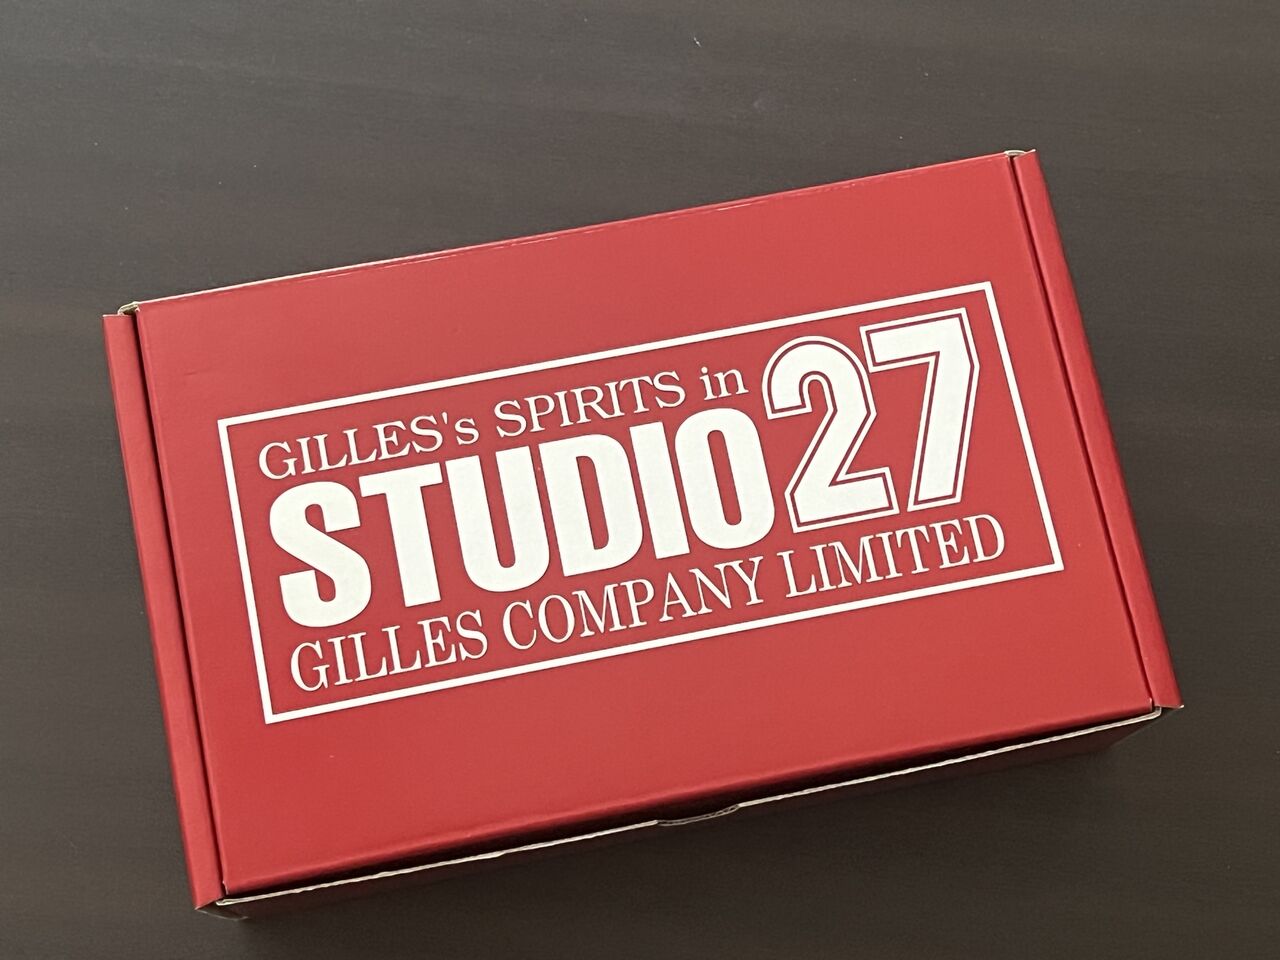 GILLES's SPIRITS in
STUDIO27
GILLES COMPANY LIMITED